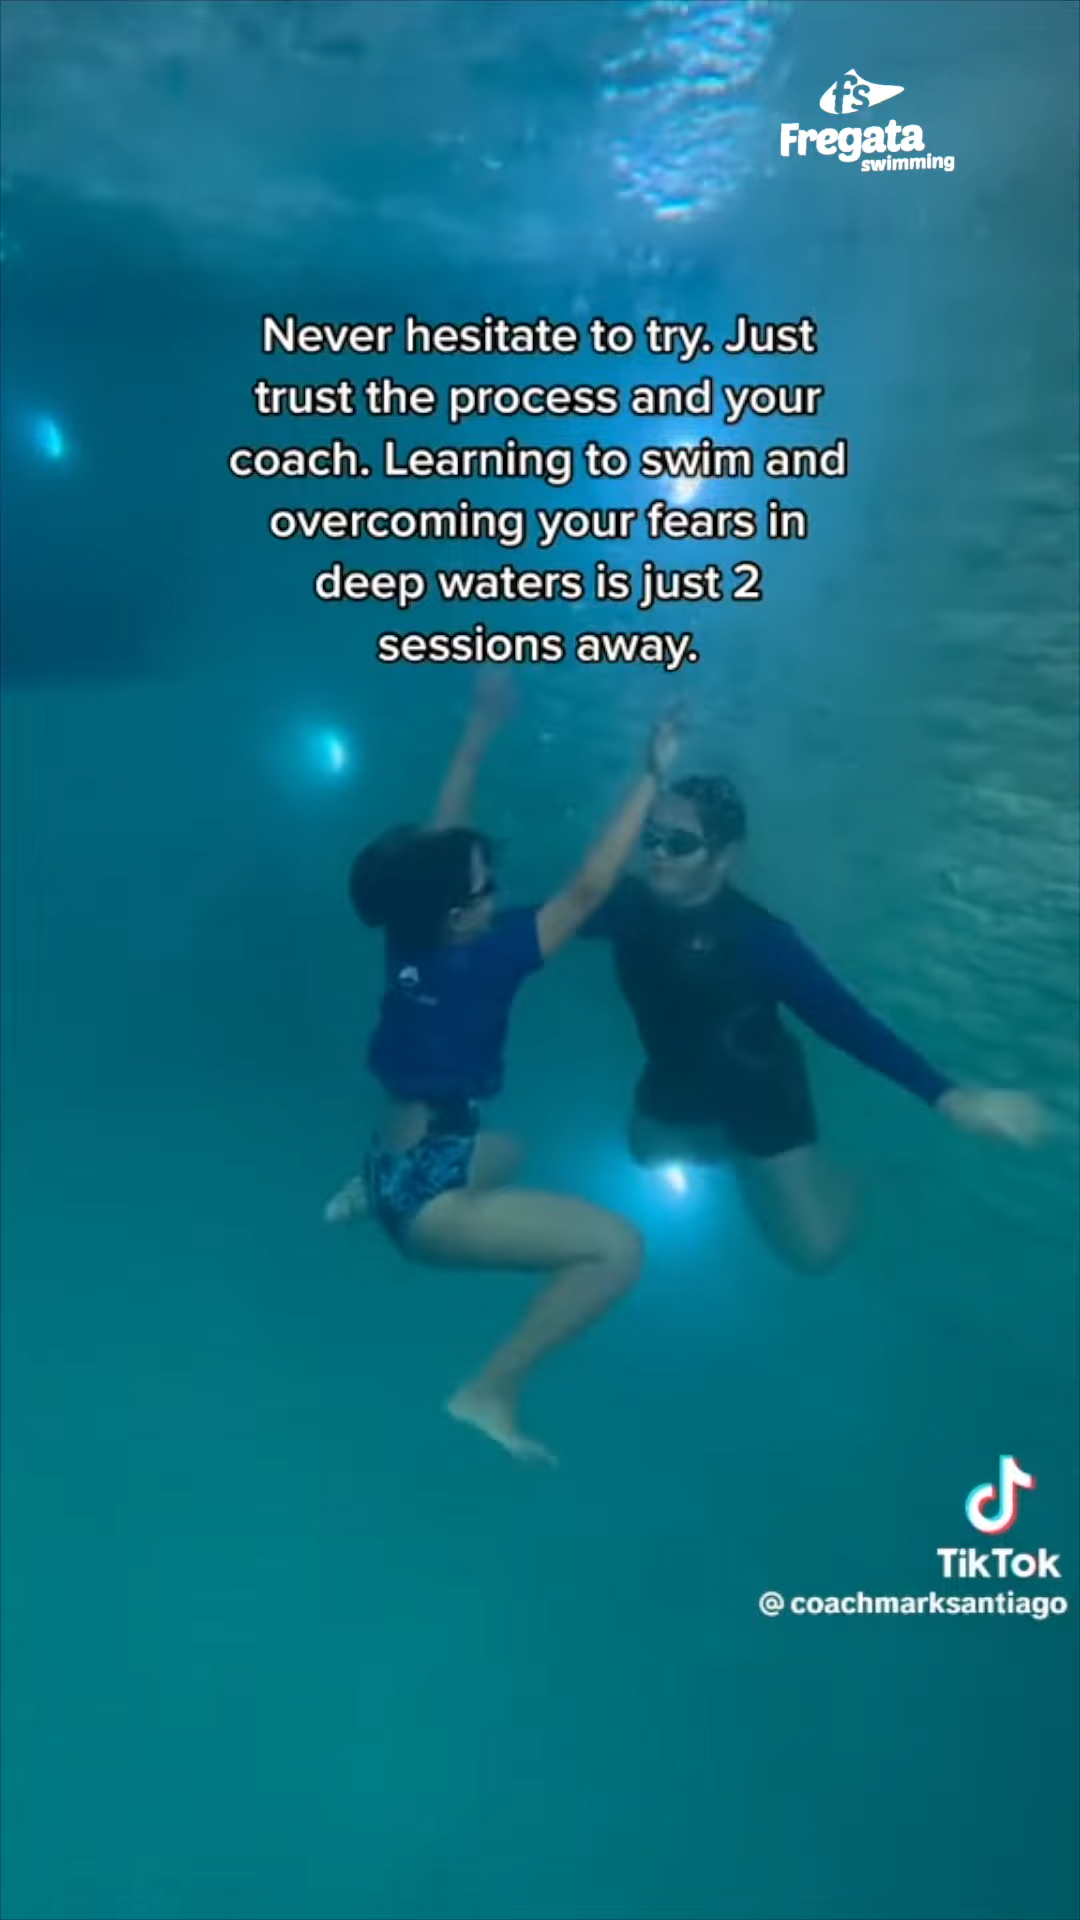 fs
Fregata
swimming
Never hesitate to try. Just
trust the process and your
coach. Learning to swim and
overcoming your fears in
deep waters is just 2
sessions away.
TikTok
@coachmarksantiago